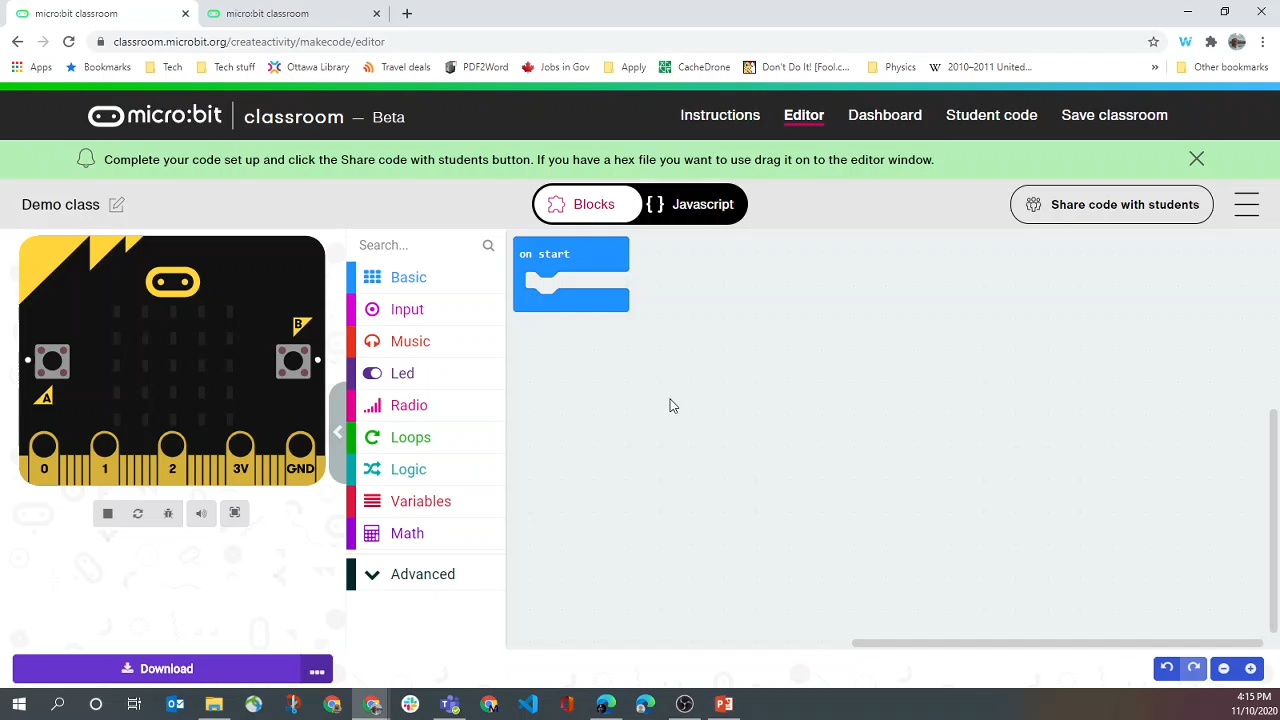 micro:bit classroom
micro:bit classroom
classroom.microbit.org/createactivity/makecode/editor
Apps
Bookmarks
Tech
Tech stuff
Ottawa Library
Travel deals
PDF2Word
Jobs in Gov
Apply
CacheDrone
Don't Do It! [Fool.c...
Physics
2010–2011 United...
»
Other bookmarks
micro:bit classroom — Beta
Instructions
Editor
Dashboard
Student code
Save classroom
Complete your code set up and click the Share code with students button. If you have a hex file you want to use drag it on to the editor window.
Demo class
Blocks
{ } Javascript
Share code with students
Search...
on start
Basic
Input
Music
Led
Radio
Loops
Logic
Variables
Math
Advanced
B
A
0 1 2 3V GND
Download
...
4:15 PM
11/10/2020